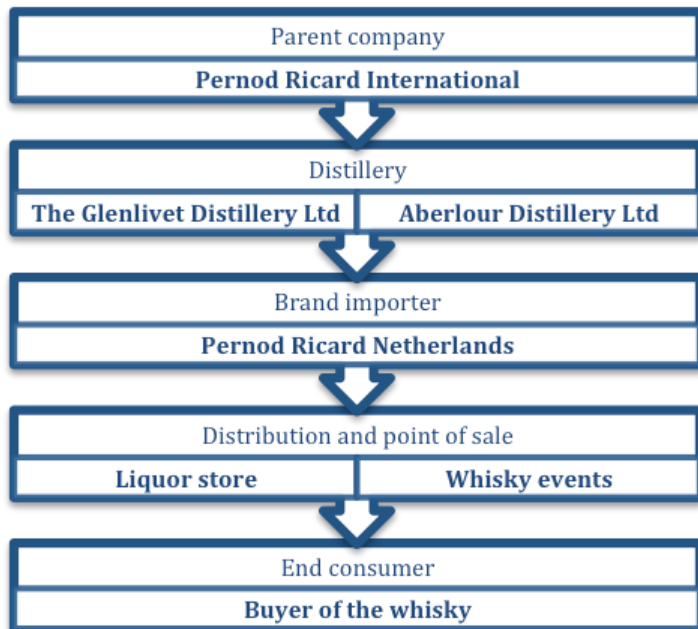 Parent company
Pernod Ricard International
Distillery
The Glenlivet Distillery Ltd Aberlour Distillery Ltd
Brand importer
Pernod Ricard Netherlands
Distribution and point of sale
Liquor store Whisky events
End consumer
Buyer of the whisky